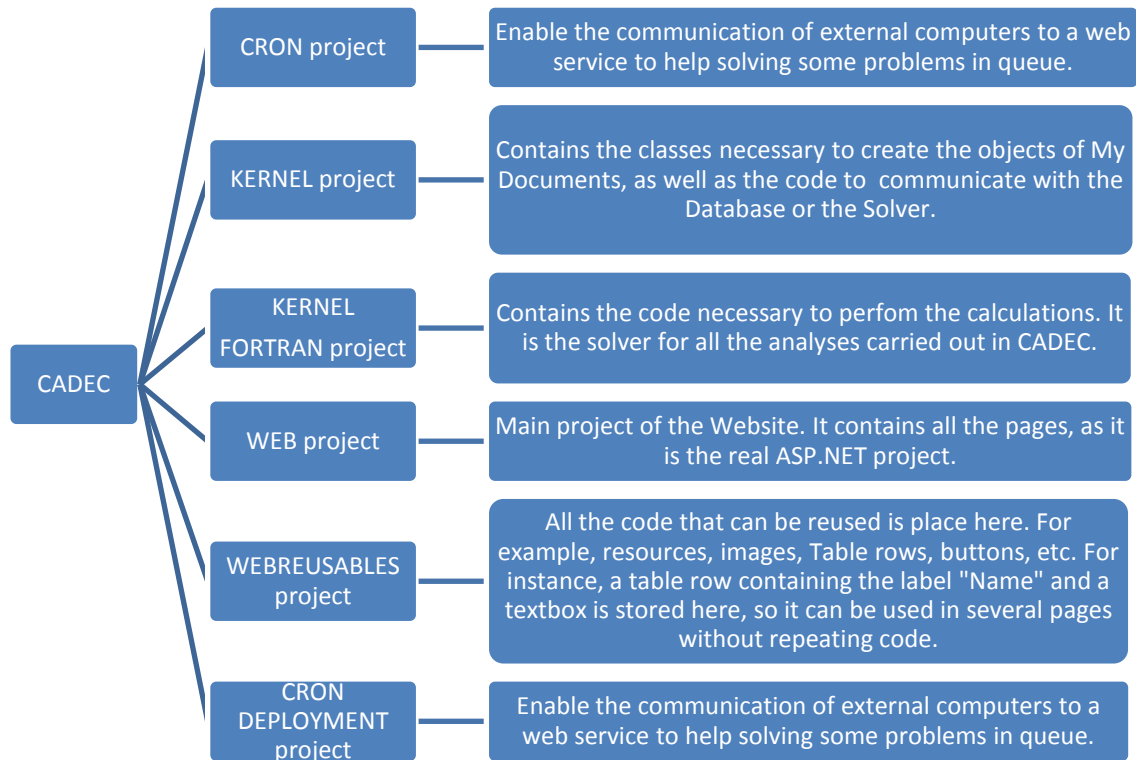 CRON project
Enable the communication of external computers to a web
service to help solving some problems in queue.
KERNEL project
Contains the classes necessary to create the objects of My
Documents, as well as the code to communicate with the
Database or the Solver.
KERNEL
FORTRAN project
Contains the code necessary to perfom the calculations. It
is the solver for all the analyses carried out in CADEC.
CADEC
WEB project
Main project of the Website. It contains all the pages, as it
is the real ASP.NET project.
WEBREUSABLES
project
All the code that can be reused is place here. For
example, resources, images, Table rows, buttons, etc. For
instance, a table row containing the label "Name" and a
textbox is stored here, so it can be used in several pages
without repeating code.
CRON
DEPLOYMENT
project
Enable the communication of external computers to a
web service to help solving some problems in queue.